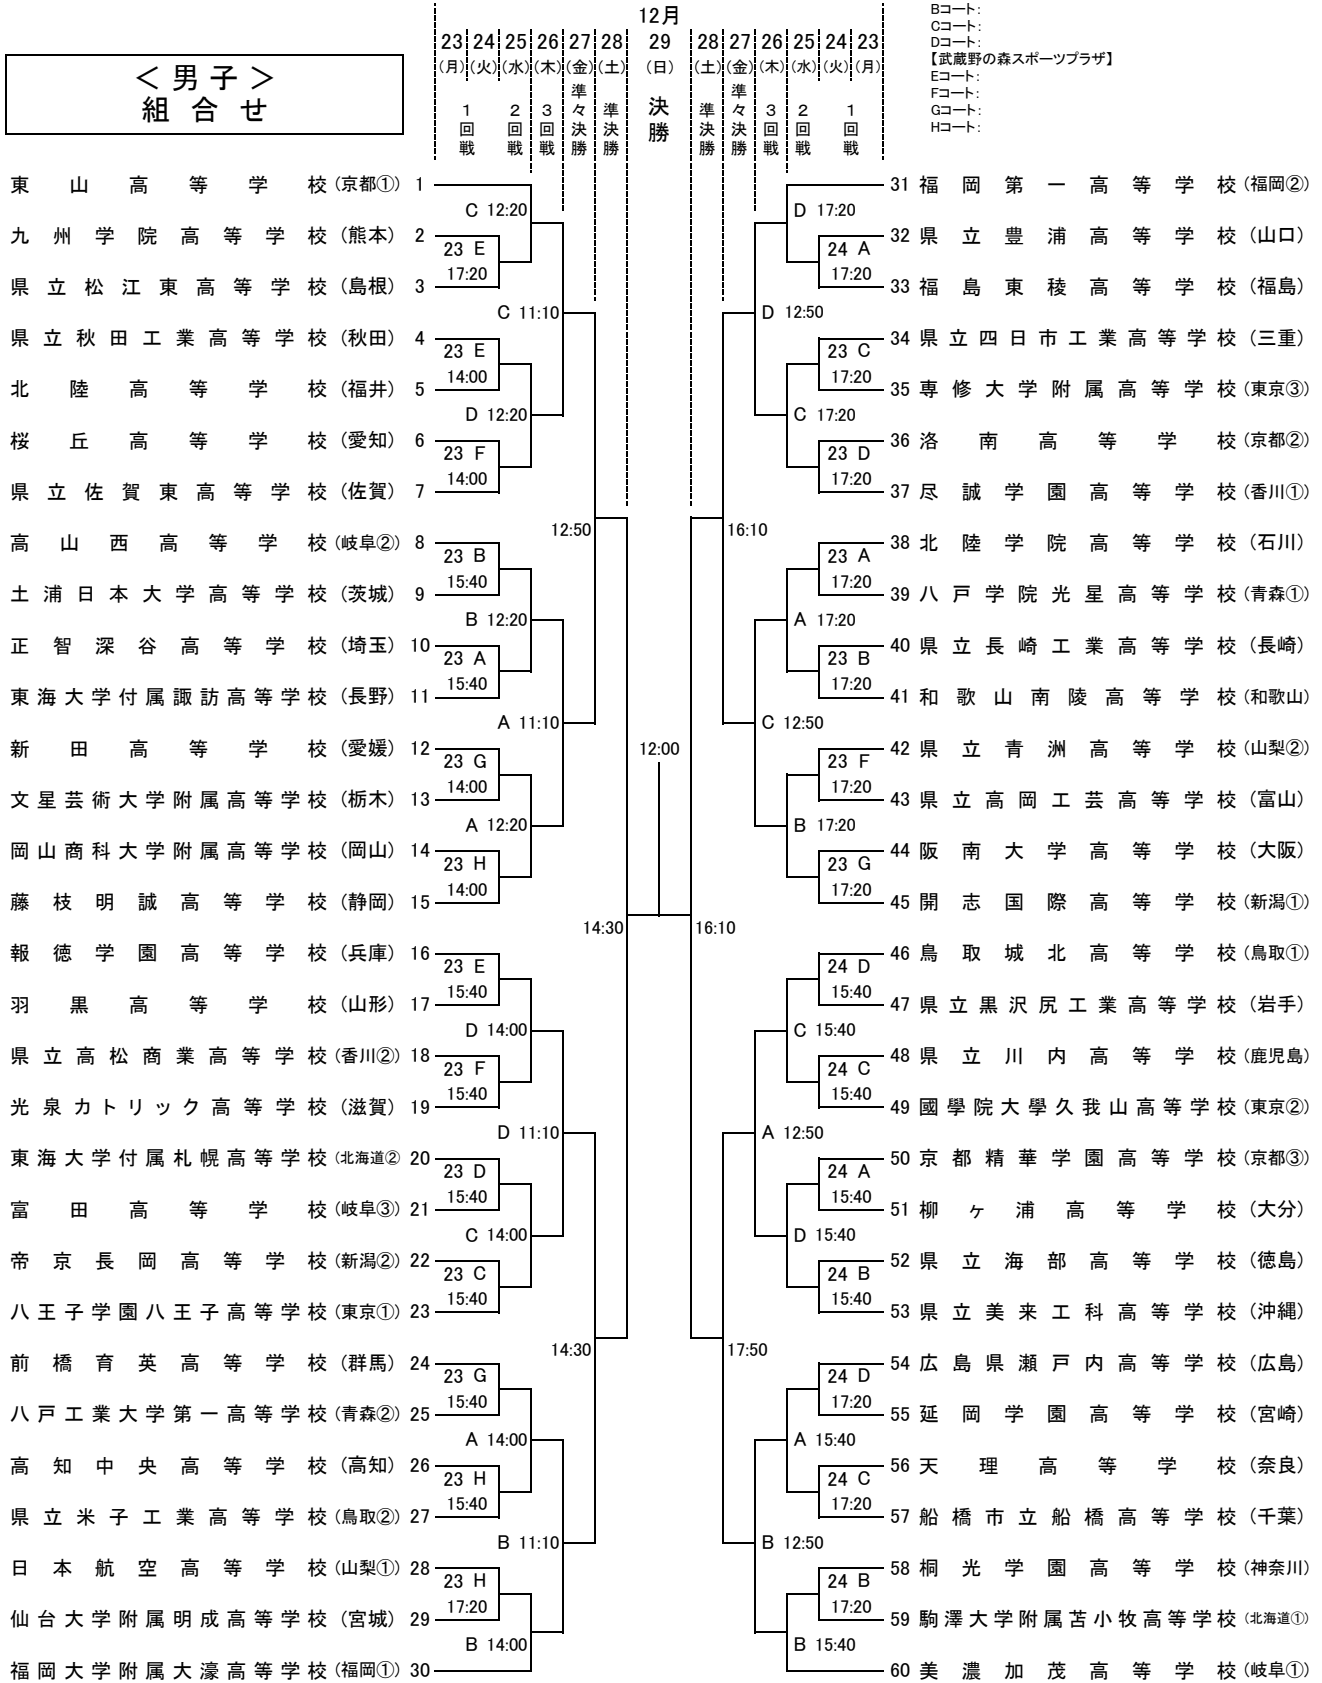 12月
23 24 25 26 27 28 29 28 27 26 25 24 23
(月) (火) (水) (木) (金) (土) (日) (土) (金) (木) (水) (火) (月)
1回戦 2回戦 3回戦 準々決勝 準決勝 決勝 準決勝 準々決勝 3回戦 2回戦 1回戦
Bコート:
Cコート:
Dコート:
【武蔵野の森スポーツプラザ】
Eコート:
Fコート:
Gコート:
Hコート:
＜男子＞
組合せ
東山高等学校 (京都①) 1
C 12:20
九州学院高等学校 (熊本) 2
23 E
17:20
県立松江東高等学校 (島根) 3
C 11:10
県立秋田工業高等学校 (秋田) 4
23 E
14:00
北陸高等学校 (福井) 5
D 12:20
桜丘高等学校 (愛知) 6
23 F
14:00
県立佐賀東高等学校 (佐賀) 7
12:50
高山西高等学校 (岐阜②) 8
23 B
15:40
土浦日本大学高等学校 (茨城) 9
B 12:20
正智深谷高等学校 (埼玉) 10
23 A
15:40
東海大学付属諏訪高等学校 (長野) 11
A 11:10
新田高等学校 (愛媛) 12
23 G
14:00
文星芸術大学附属高等学校 (栃木) 13
A 12:20
岡山商科大学附属高等学校 (岡山) 14
23 H
14:00
藤枝明誠高等学校 (静岡) 15
14:30
報徳学園高等学校 (兵庫) 16
23 E
15:40
羽黒高等学校 (山形) 17
D 14:00
県立高松商業高等学校 (香川②) 18
23 F
15:40
光泉カトリック高等学校 (滋賀) 19
D 11:10
東海大学付属札幌高等学校 (北海道② 20
23 D
15:40
富田高等学校 (岐阜③) 21
C 14:00
帝京長岡高等学校 (新潟②) 22
23 C
15:40
八王子学園八王子高等学校 (東京①) 23
14:30
前橋育英高等学校 (群馬) 24
23 G
15:40
八戸工業大学第一高等学校 (青森②) 25
A 14:00
高知中央高等学校 (高知) 26
23 H
15:40
県立米子工業高等学校 (鳥取②) 27
B 11:10
日本航空高等学校 (山梨①) 28
23 H
17:20
仙台大学附属明成高等学校 (宮城) 29
B 14:00
福岡大学附属大濠高等学校 (福岡①) 30
12:00
31 福岡第一高等学校 (福岡②)
D 17:20
32 県立豊浦高等学校 (山口)
24 A
17:20
33 福島東稜高等学校 (福島)
D 12:50
34 県立四日市工業高等学校 (三重)
23 C
17:20
35 専修大学附属高等学校 (東京③)
C 17:20
36 洛南高等学校 (京都②)
23 D
17:20
37 尽誠学園高等学校 (香川①)
16:10
38 北陸学院高等学校 (石川)
23 A
17:20
39 八戸学院光星高等学校 (青森①)
A 17:20
40 県立長崎工業高等学校 (長崎)
23 B
17:20
41 和歌山南陵高等学校 (和歌山)
C 12:50
42 県立青洲高等学校 (山梨②)
23 F
17:20
43 県立高岡工芸高等学校 (富山)
B 17:20
44 阪南大学高等学校 (大阪)
23 G
17:20
45 開志国際高等学校 (新潟①)
16:10
46 鳥取城北高等学校 (鳥取①)
24 D
15:40
47 県立黒沢尻工業高等学校 (岩手)
C 15:40
48 県立川内高等学校 (鹿児島)
24 C
15:40
49 國學院大學久我山高等学校 (東京②)
A 12:50
50 京都精華学園高等学校 (京都③)
24 A
15:40
51 柳ヶ浦高等学校 (大分)
D 15:40
52 県立海部高等学校 (徳島)
24 B
15:40
53 県立美来工科高等学校 (沖縄)
17:50
54 広島県瀬戸内高等学校 (広島)
24 D
17:20
55 延岡学園高等学校 (宮崎)
A 15:40
56 天理高等学校 (奈良)
24 C
17:20
57 船橋市立船橋高等学校 (千葉)
B 12:50
58 桐光学園高等学校 (神奈川)
24 B
17:20
59 駒澤大学附属苫小牧高等学校 (北海道①)
B 15:40
60 美濃加茂高等学校 (岐阜①)